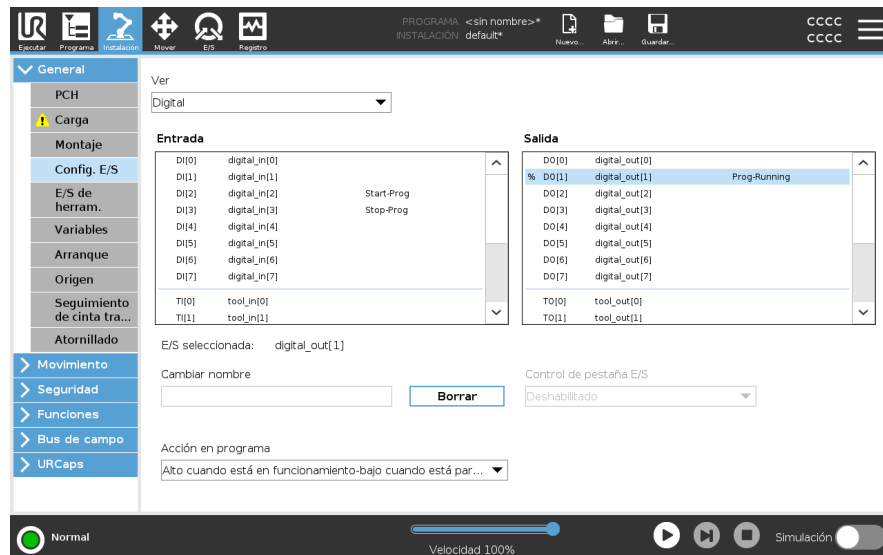 PROGRAMA <sin nombre>*
INSTALACIÓN default*
CCCC
CCCC
Ejecutar Programa Instalación Mover E/S Registro Nuevo... Abrir... Guardar...
General
PCH
Carga
Montaje
Config. E/S
E/S de
herram.
Variables
Arranque
Origen
Seguimiento
de cinta tra...
Atornillado
Movimiento
Seguridad
Funciones
Bus de campo
URCaps
Ver
Digital
Entrada
DI[0] digital_in[0]
DI[1] digital_in[1]
DI[2] digital_in[2] Start-Prog
DI[3] digital_in[3] Stop-Prog
DI[4] digital_in[4]
DI[5] digital_in[5]
DI[6] digital_in[6]
DI[7] digital_in[7]
TI[0] tool_in[0]
TI[1] tool_in[1]
Salida
DO[0] digital_out[0]
% DO[1] digital_out[1] Prog-Running
DO[2] digital_out[2]
DO[3] digital_out[3]
DO[4] digital_out[4]
DO[5] digital_out[5]
DO[6] digital_out[6]
DO[7] digital_out[7]
TO[0] tool_out[0]
TO[1] tool_out[1]
E/S seleccionada: digital_out[1]
Cambiar nombre
Borrar
Control de pestaña E/S
Deshabilitado
Acción en programa
Alto cuando está en funcionamiento-bajo cuando está par...
Normal
Velocidad 100%
Simulación